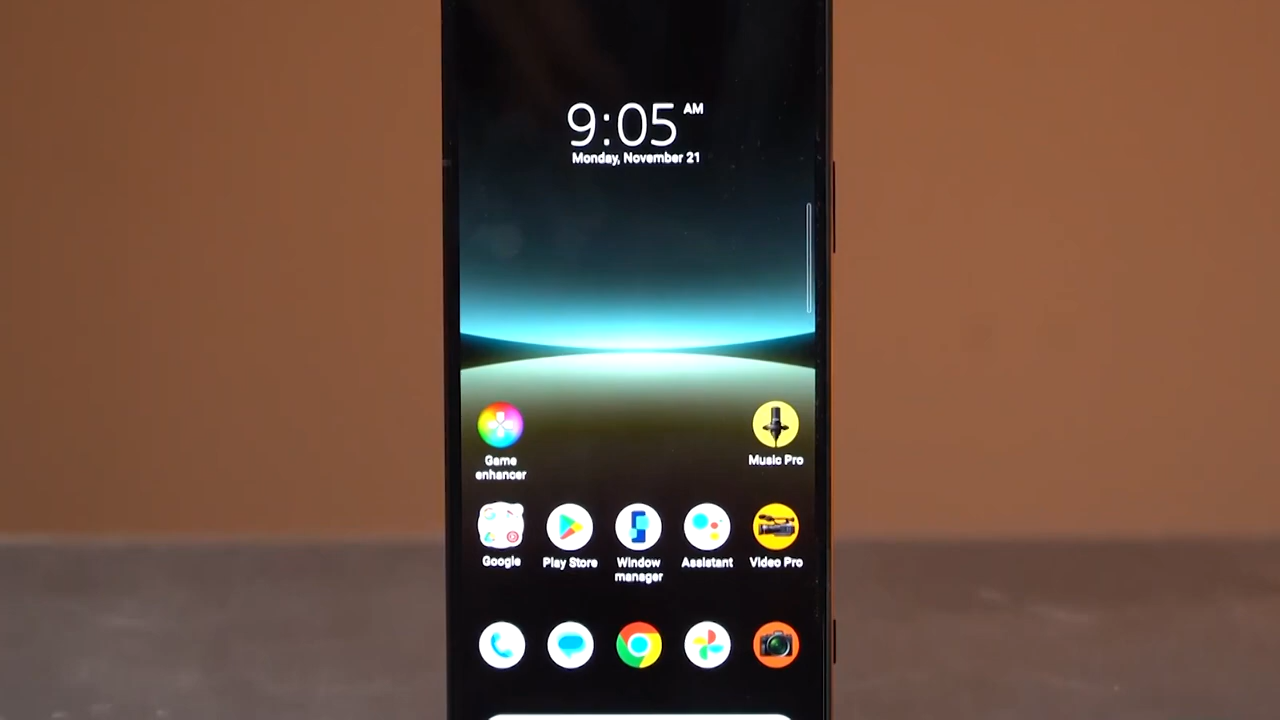 9:05 AM
Monday, November 21
Game
enhancer
Music Pro
Google
Play Store
Window
manager
Assistant
Video Pro